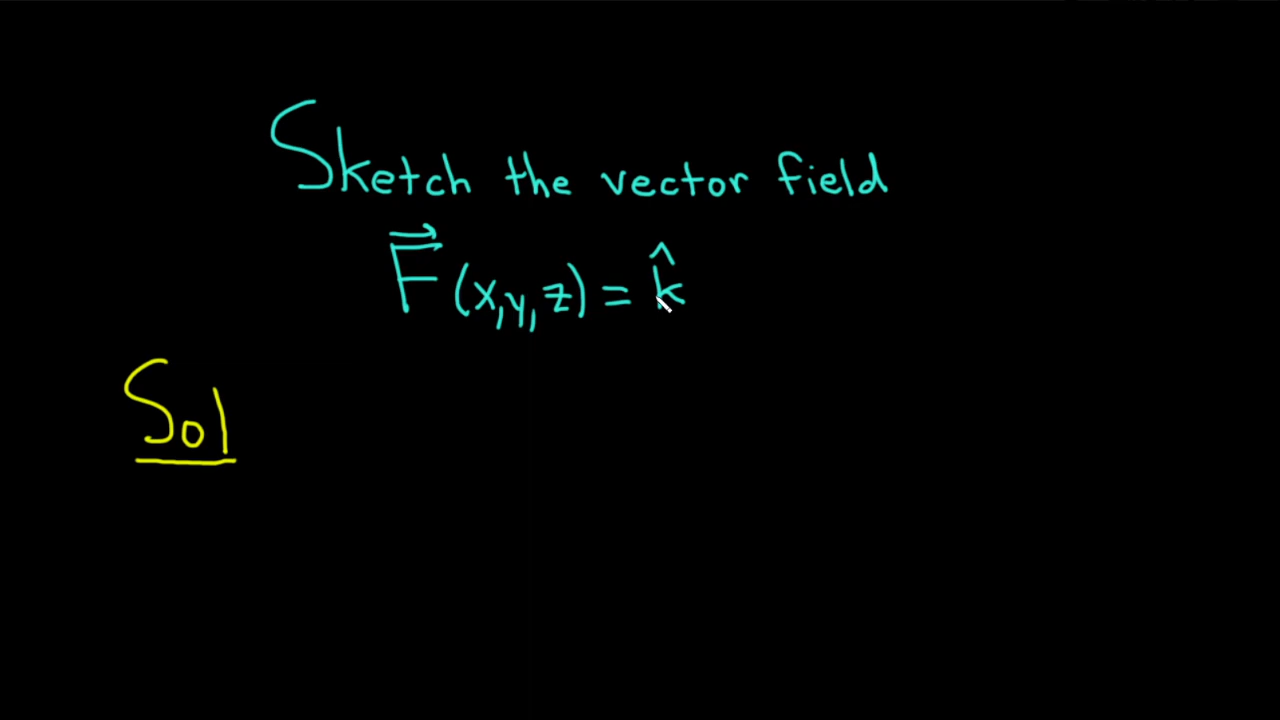 Sketch the vector field
F⃗(x,y,z) = k̂
Sol